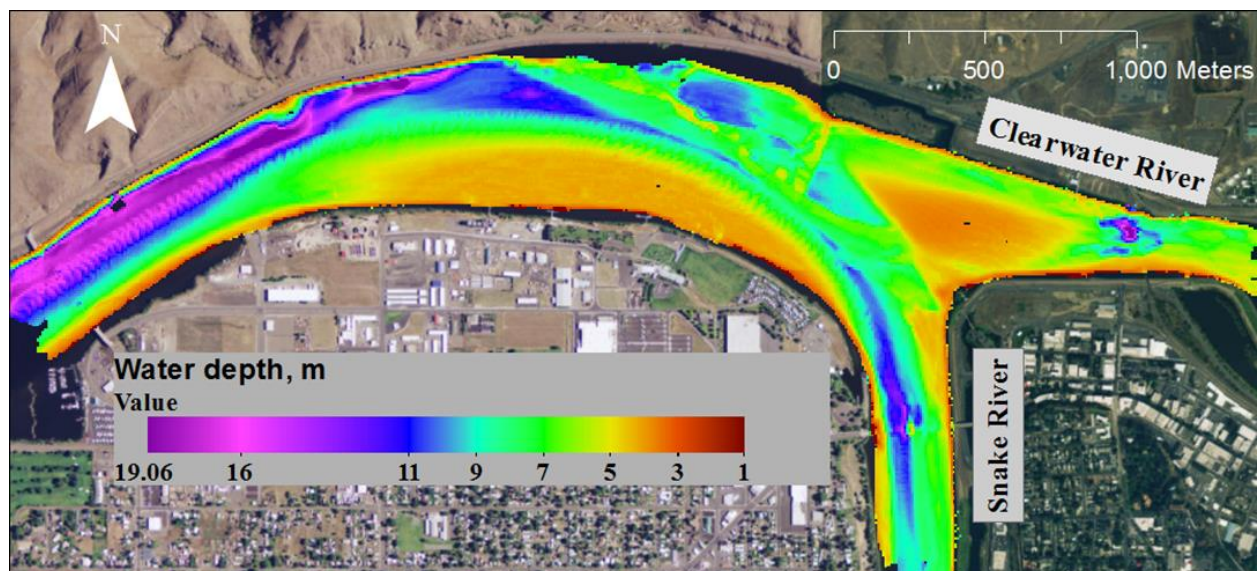 N
0 500 1,000 Meters
Clearwater River
Snake River
Water depth, m
Value
19.06 16 11 9 7 5 3 1